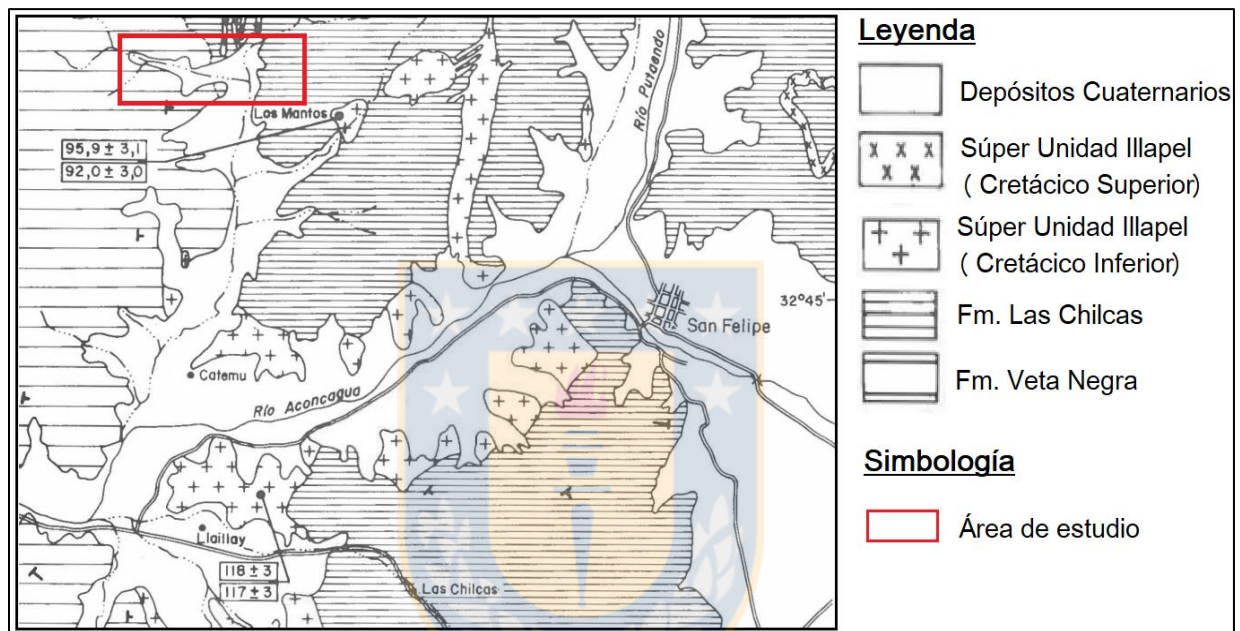 Río Putaendo
Los Mantos
95,9 ± 3,1
92,0 ± 3,0
32°45'
San Felipe
Catemu
Río Aconcagua
Llaillay
118 ± 3
117 ± 3
Las Chilcas
Leyenda
Depósitos Cuaternarios
Súper Unidad Illapel
( Cretácico Superior)
Súper Unidad Illapel
( Cretácico Inferior)
Fm. Las Chilcas
Fm. Veta Negra
Simbología
Área de estudio